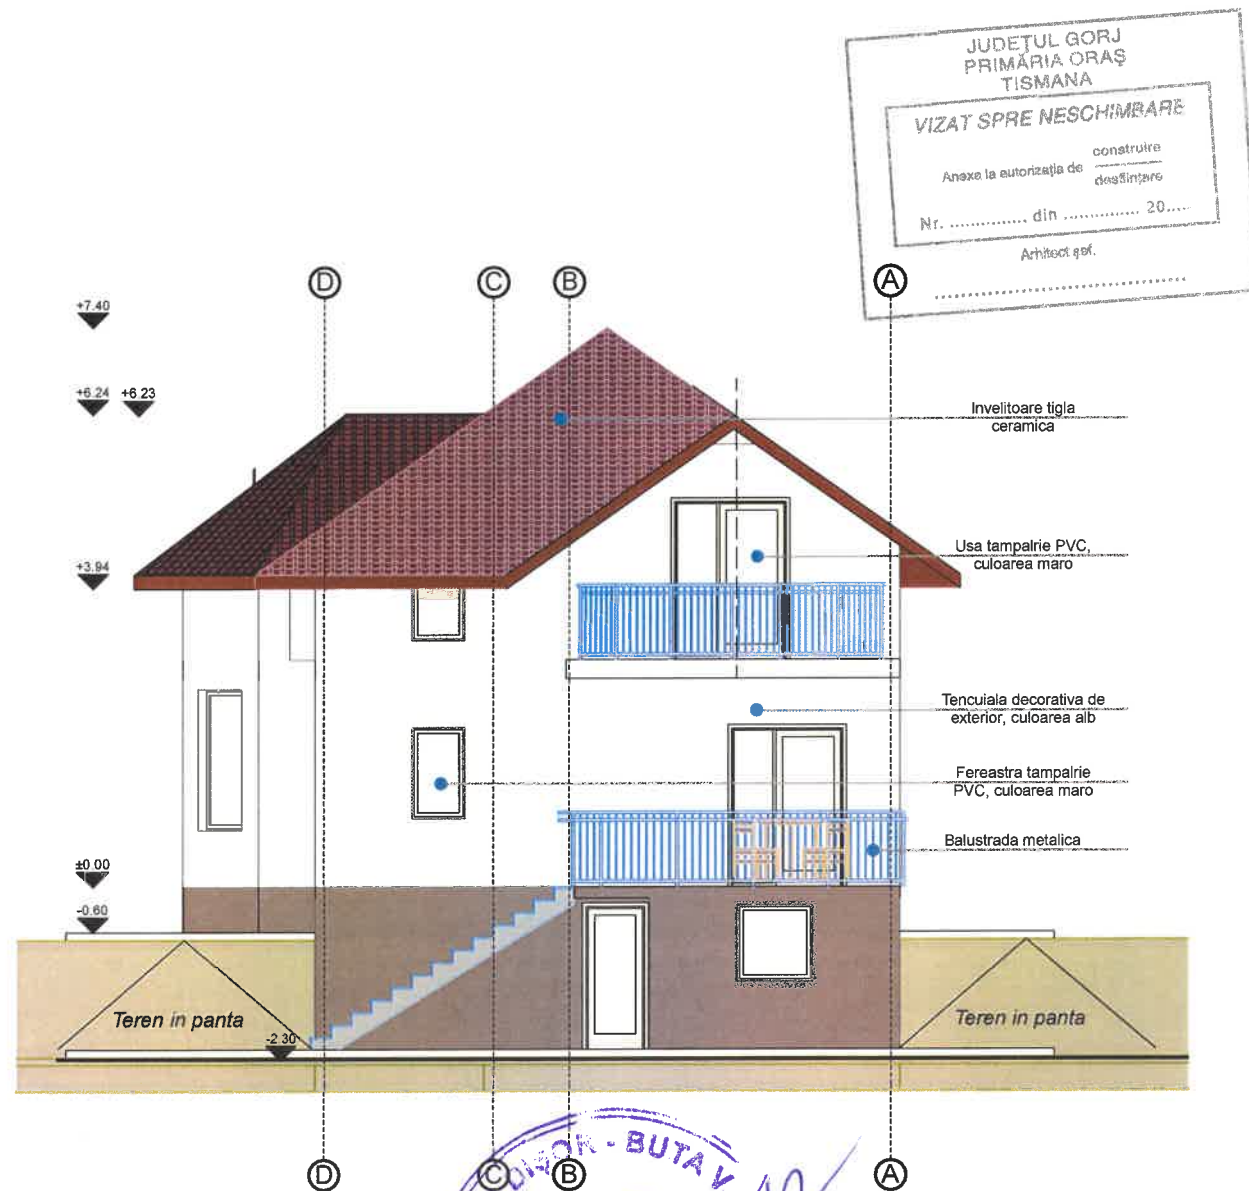 JUDEȚUL GORJ
PRIMĂRIA ORAȘ
TISMANA
VIZAT SPRE NESCHIMBARE
Anexa la autorizația de construire
desființare
Nr. .............. din .............. 20.....
Arhitect șef,
D
C
B
A
+7.40
+6.24 +6 23
+3.94
±0.00
-0.60
-2 30
Invelitoare tigla
ceramica
Usa tampalrie PVC,
culoarea maro
Tencuiala decorativa de
exterior, culoarea alb
Fereastra tampalrie
PVC, culoarea maro
Balustrada metalica
Teren in panta
Teren in panta
- BUTA V
D
C
B
A